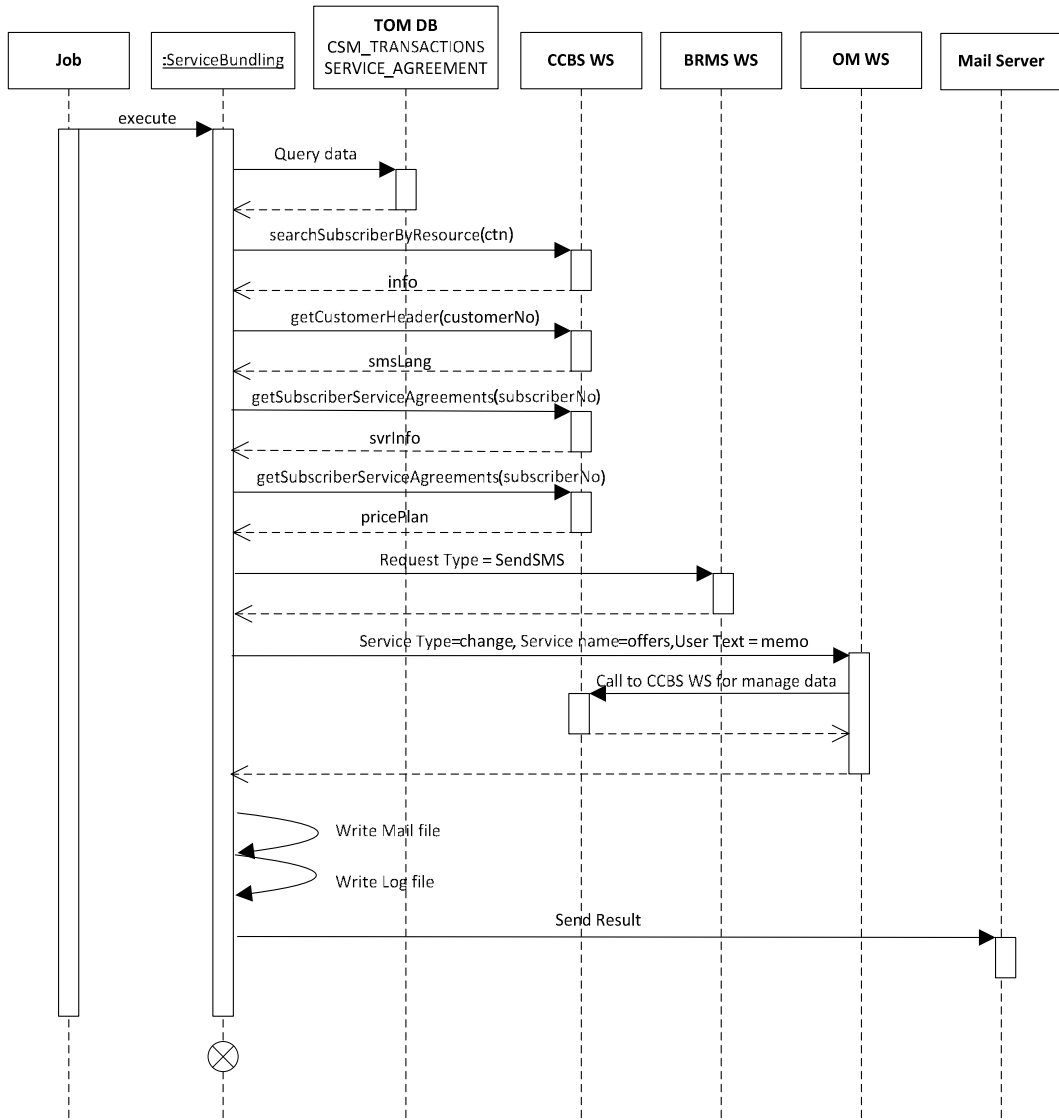 Job
:ServiceBundling
TOM DB
CSM_TRANSACTIONS
SERVICE_AGREEMENT
CCBS WS
BRMS WS
OM WS
Mail Server
execute
Query data
searchSubscriberByResource(ctn)
info
getCustomerHeader(customerNo)
smsLang
getSubscriberServiceAgreements(subscriberNo)
svrInfo
getSubscriberServiceAgreements(subscriberNo)
pricePlan
Request Type = SendSMS
Service Type=change, Service name=offers,User Text = memo
Call to CCBS WS for manage data
Write Mail file
Write Log file
Send Result